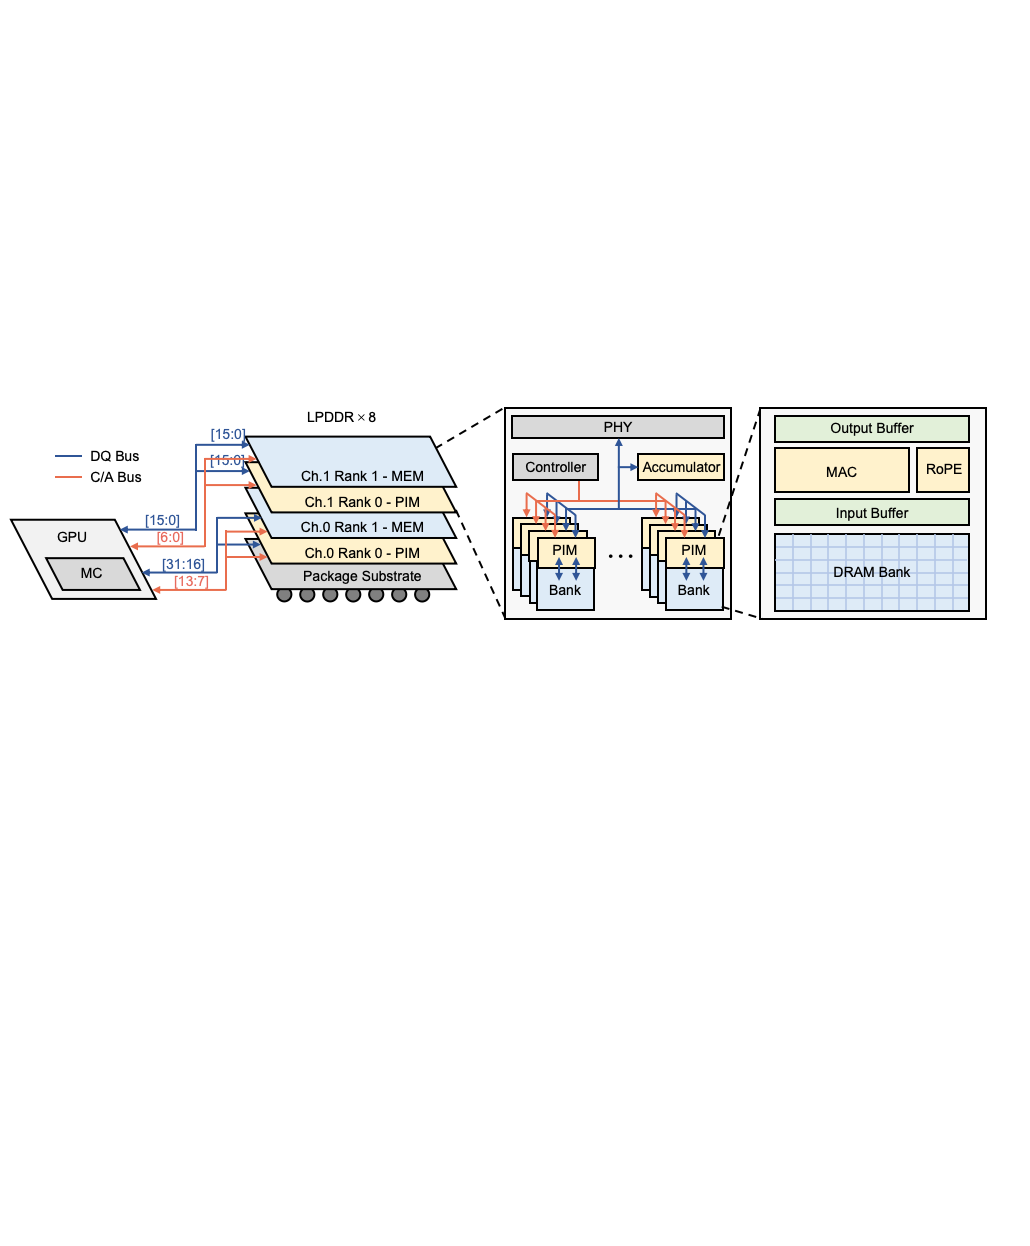 LPDDR × 8
DQ Bus
C/A Bus
[15:0]
[15:0]
[15:0]
[6:0]
[31:16]
[13:7]
GPU
MC
Ch.1 Rank 1 - MEM
Ch.1 Rank 0 - PIM
Ch.0 Rank 1 - MEM
Ch.0 Rank 0 - PIM
Package Substrate
PHY
Controller
Accumulator
PIM
Bank
...
PIM
Bank
Output Buffer
MAC
RoPE
Input Buffer
DRAM Bank